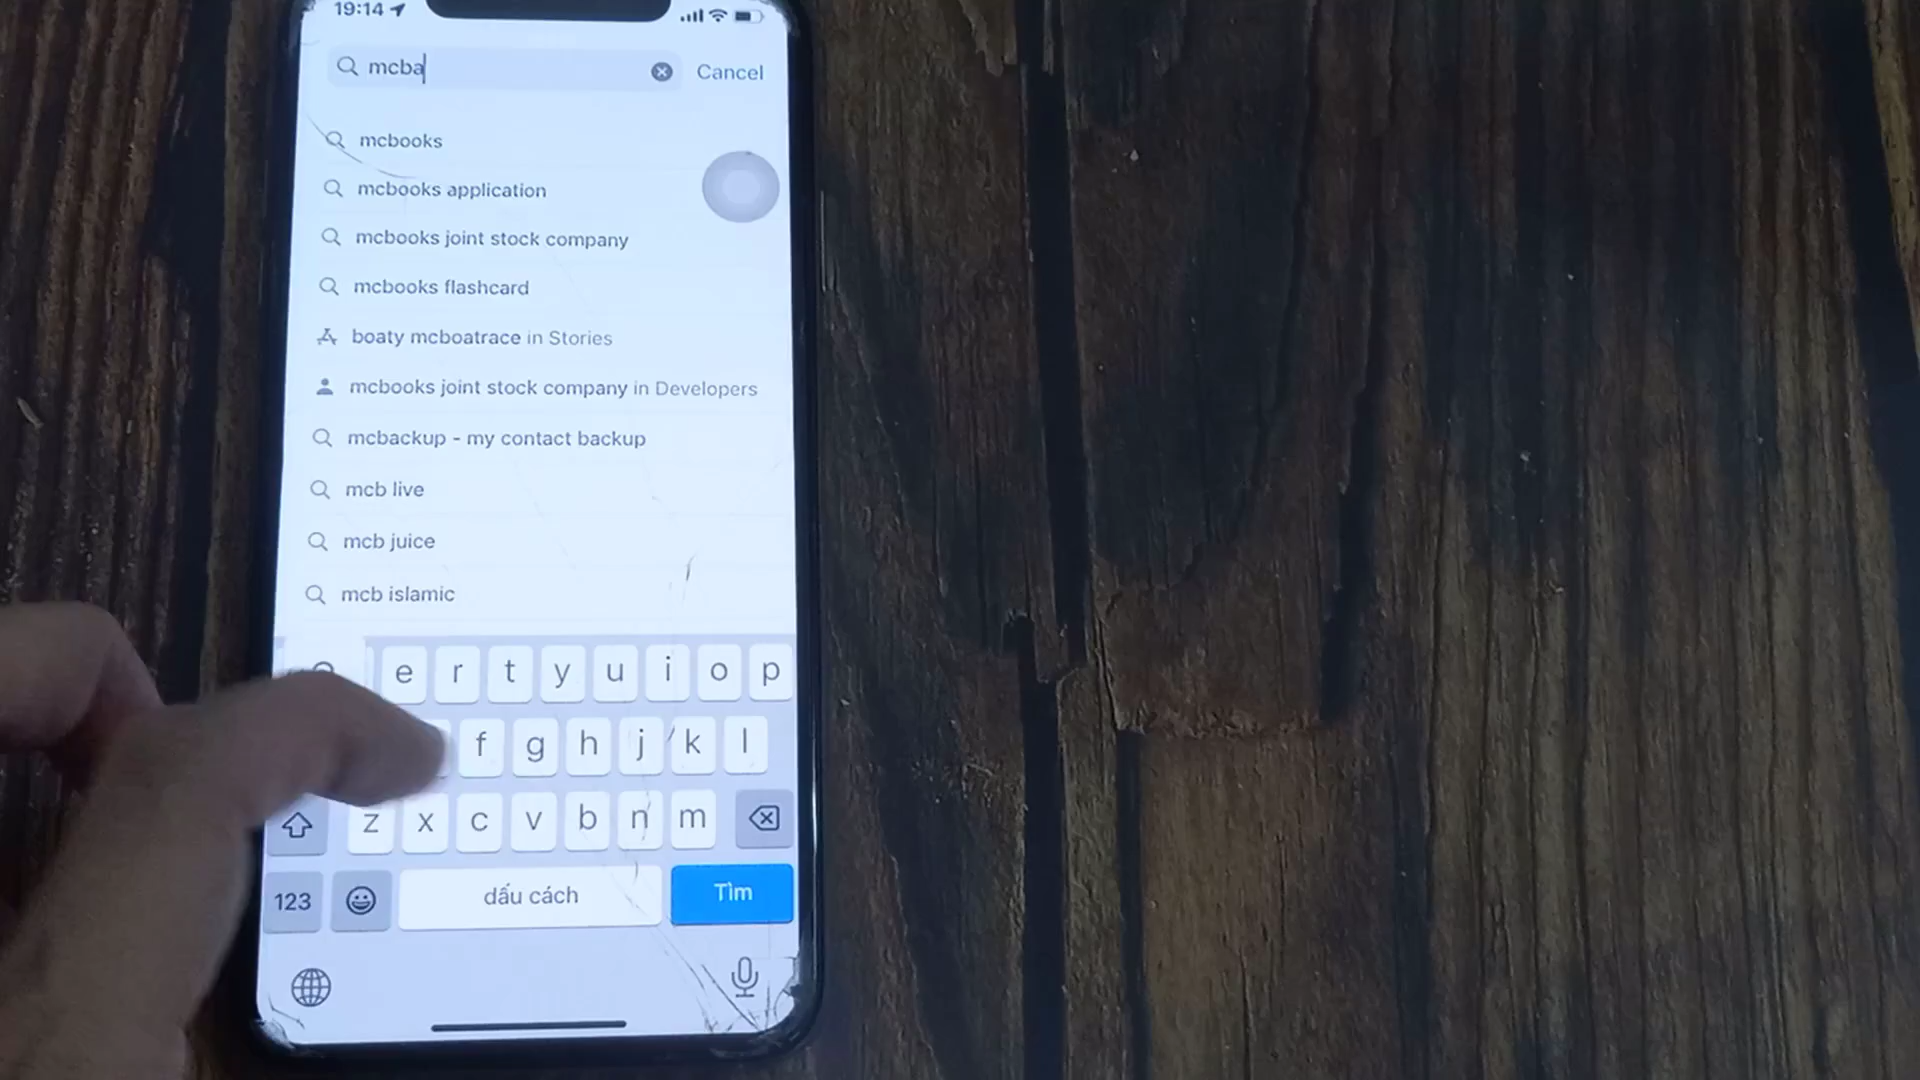 19:14
mcba
Cancel
mcbooks
mcbooks application
mcbooks joint stock company
mcbooks flashcard
boaty mcboatrace in Stories
mcbooks joint stock company in Developers
mcbackup - my contact backup
mcb live
mcb juice
mcb islamic
e r t y u i o p
f g h j k l
z x c v b n m
123
dấu cách
Tìm